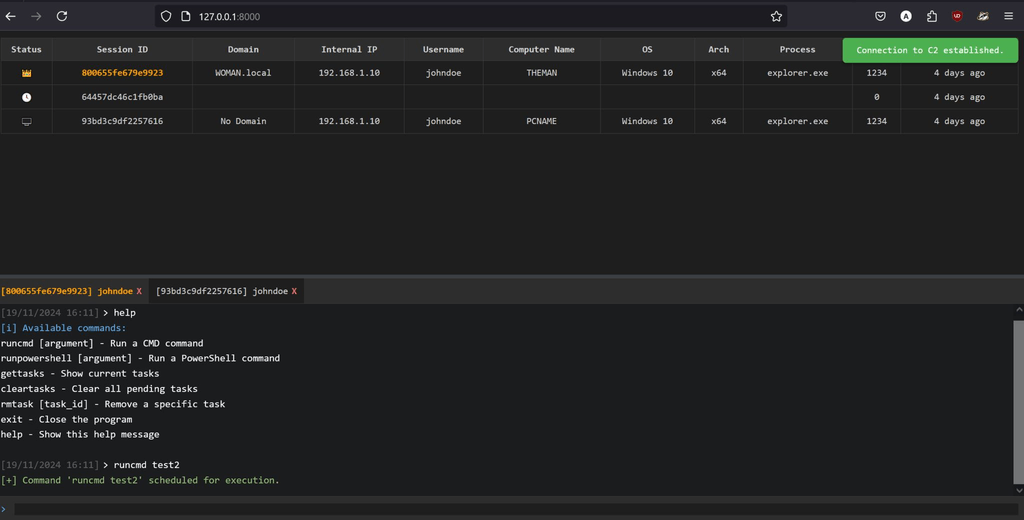 127.0.0.1:8000
Status Session ID Domain Internal IP Username Computer Name OS Arch Process Connection to C2 established.
800655fe679e9923 WOMAN.local 192.168.1.10 johndoe THEMAN Windows 10 x64 explorer.exe 1234 4 days ago
64457dc46c1fb0ba 0 4 days ago
93bd3c9df2257616 No Domain 192.168.1.10 johndoe PCNAME Windows 10 x64 explorer.exe 1234 4 days ago
[800655fe679e9923] johndoe X [93bd3c9df2257616] johndoe X
[19/11/2024 16:11] > help
[i] Available commands:
runcmd [argument] - Run a CMD command
runpowershell [argument] - Run a PowerShell command
gettasks - Show current tasks
cleartasks - Clear all pending tasks
rmtask [task_id] - Remove a specific task
exit - Close the program
help - Show this help message
[19/11/2024 16:11] > runcmd test2
[+] Command 'runcmd test2' scheduled for execution.
>